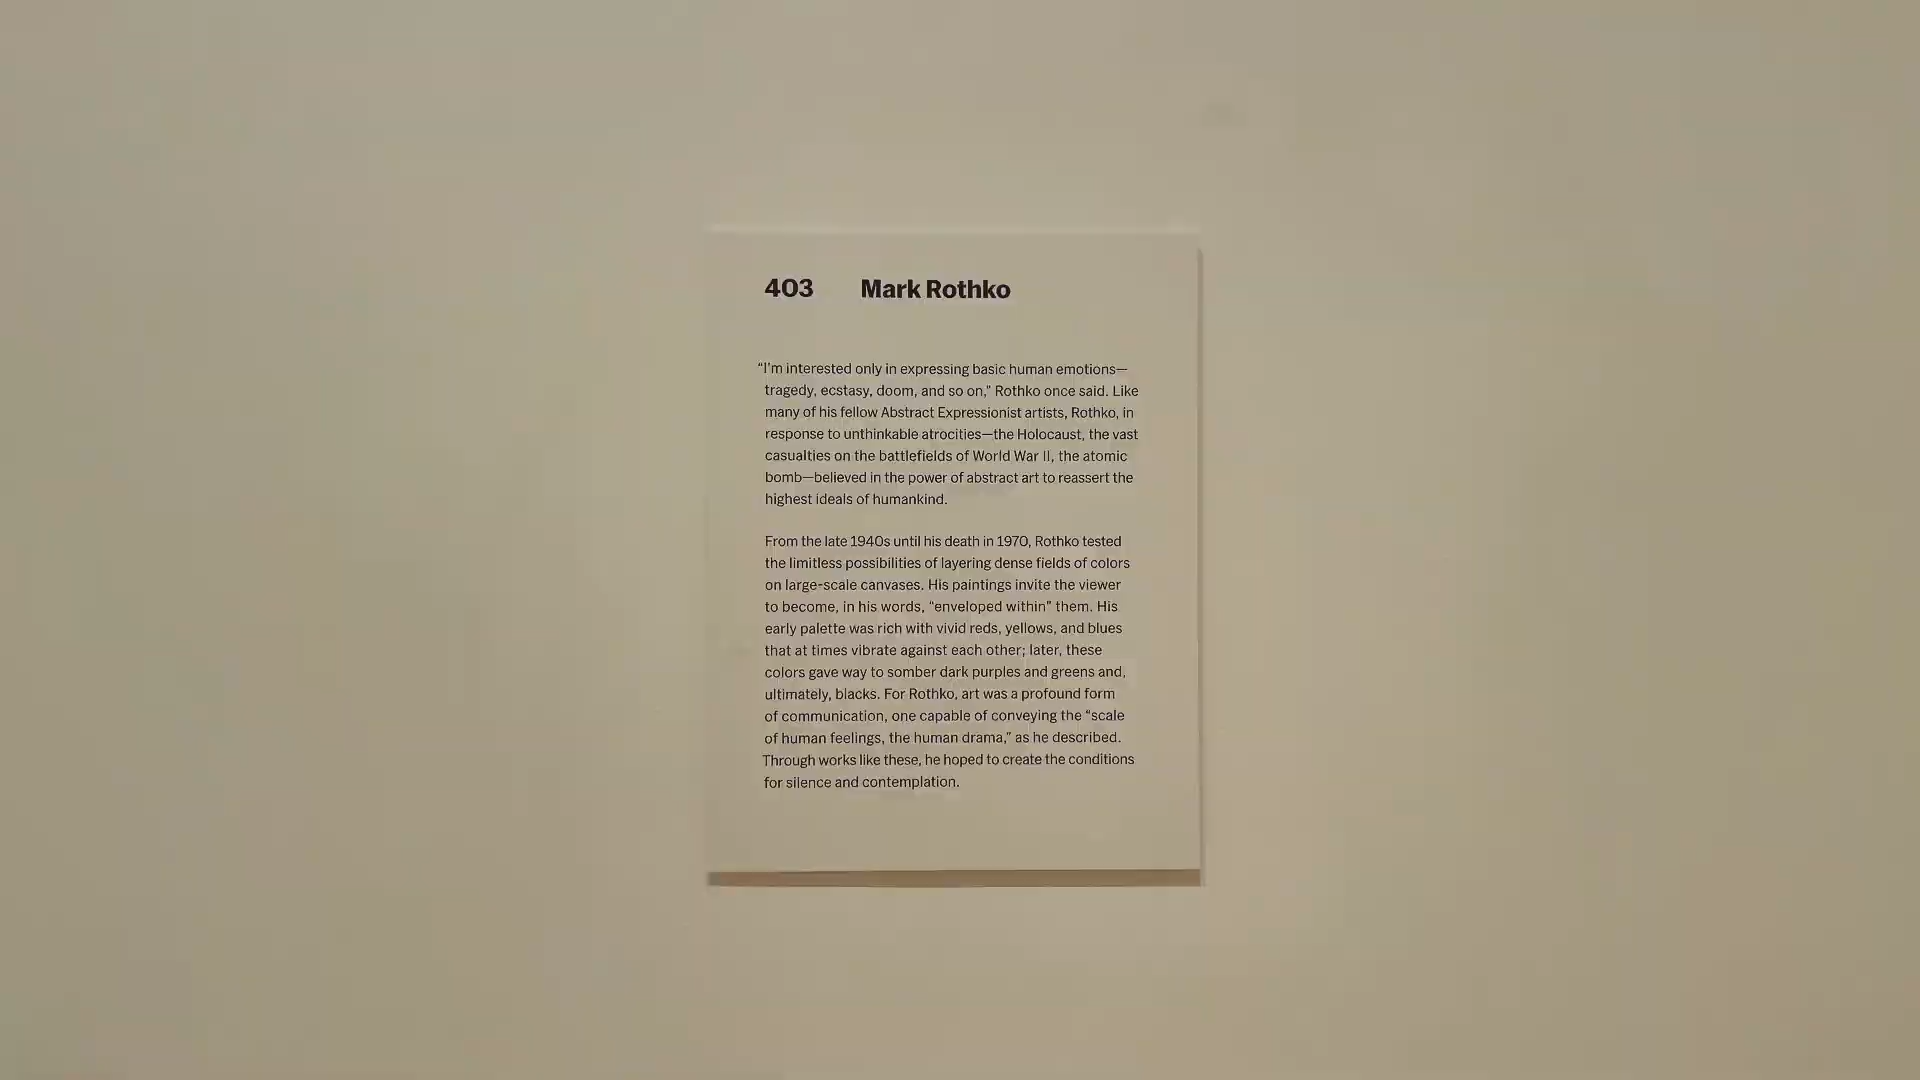 403 Mark Rothko
“I’m interested only in expressing basic human emotions—
tragedy, ecstasy, doom, and so on,” Rothko once said. Like
many of his fellow Abstract Expressionist artists, Rothko, in
response to unthinkable atrocities—the Holocaust, the vast
casualties on the battlefields of World War II, the atomic
bomb—believed in the power of abstract art to reassert the
highest ideals of humankind.
From the late 1940s until his death in 1970, Rothko tested
the limitless possibilities of layering dense fields of colors
on large-scale canvases. His paintings invite the viewer
to become, in his words, “enveloped within” them. His
early palette was rich with vivid reds, yellows, and blues
that at times vibrate against each other; later, these
colors gave way to somber dark purples and greens and,
ultimately, blacks. For Rothko, art was a profound form
of communication, one capable of conveying the “scale
of human feelings, the human drama,” as he described.
Through works like these, he hoped to create the conditions
for silence and contemplation.